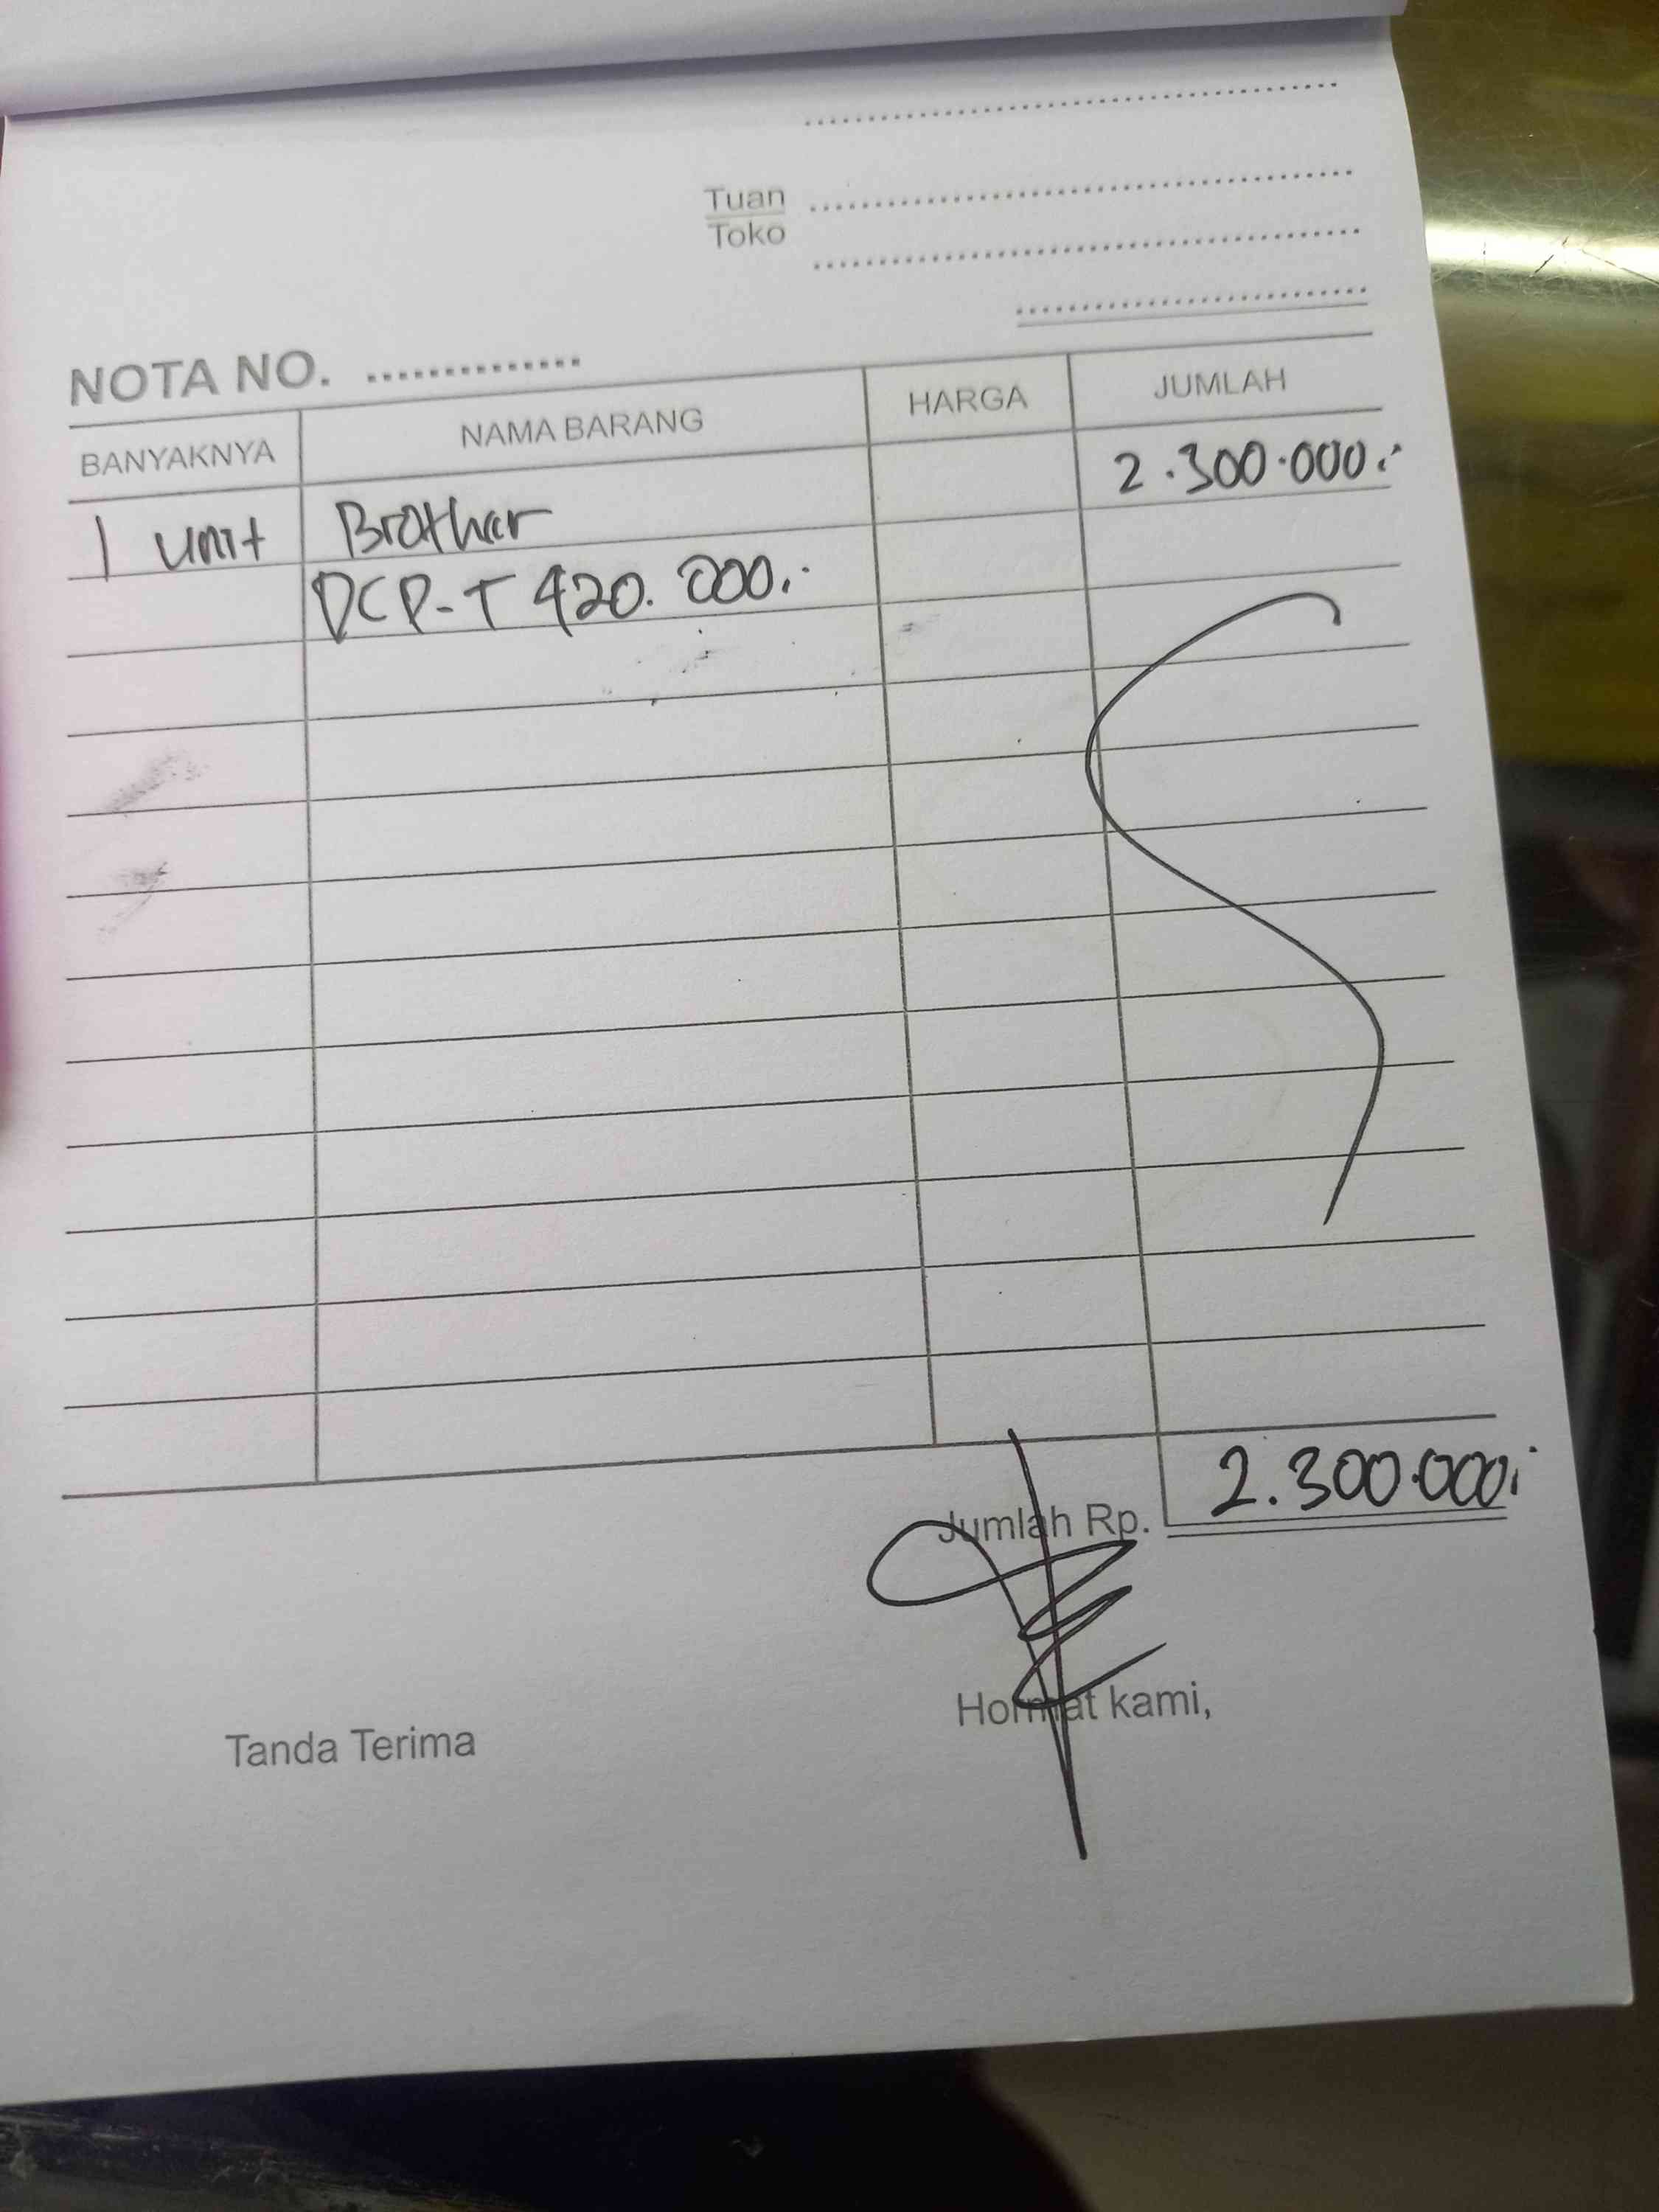 Tuan
Toko
NOTA NO.
BANYAKNYA NAMA BARANG HARGA JUMLAH
1 unit Brother 2.300.000.-
DCP-T 420. 000.-
Jumlah Rp. 2.300.000.-
Tanda Terima Hormat kami,